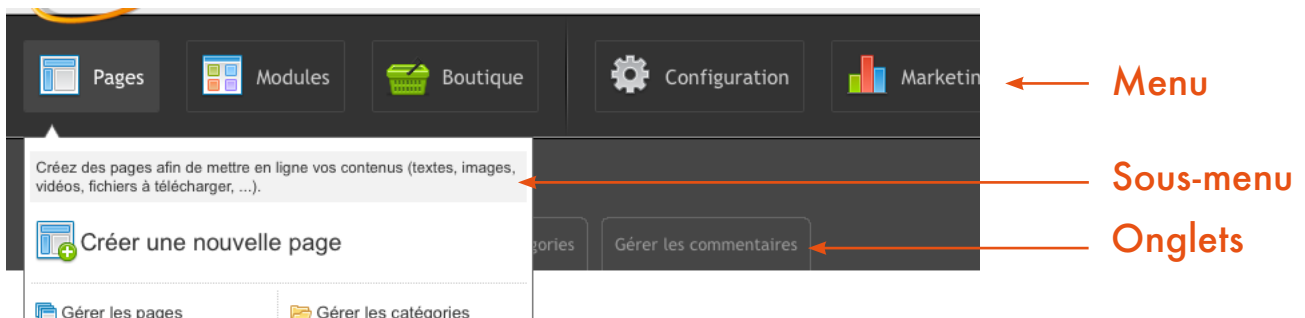 Pages
Modules
Boutique
Configuration
Marketin
Menu
Créez des pages afin de mettre en ligne vos contenus (textes, images,
vidéos, fichiers à télécharger, ...).
Sous-menu
Créer une nouvelle page
gories
Gérer les commentaires
Onglets
Gérer les pages
Gérer les catégories